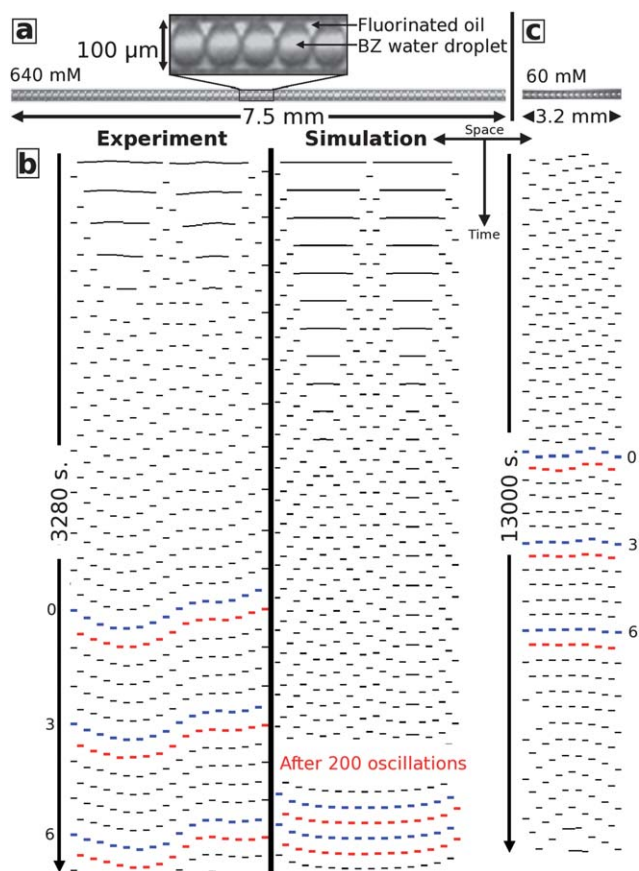 a
Fluorinated oil
BZ water droplet
100 µm
c
640 mM
60 mM
7.5 mm
3.2 mm
Experiment
Simulation
Space
b
Time
3280 s.
13000 s.
0
3
6
0
3
6
After 200 oscillations